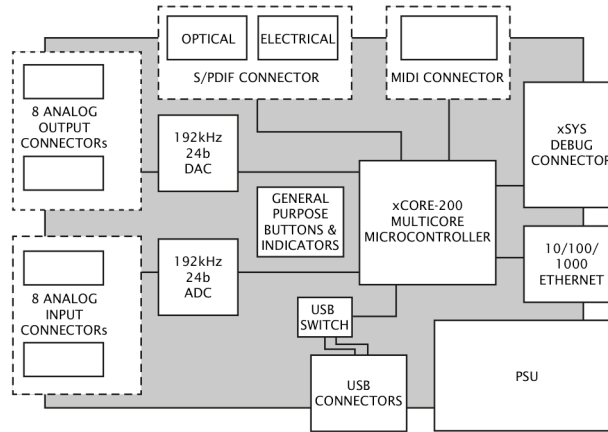 OPTICAL
ELECTRICAL
S/PDIF CONNECTOR
MIDI CONNECTOR
8 ANALOG
OUTPUT
CONNECTORs
192kHz
24b
DAC
xSYS
DEBUG
CONNECTOR
xCORE-200
MULTICORE
MICROCONTROLLER
GENERAL
PURPOSE
BUTTONS &
INDICATORS
8 ANALOG
INPUT
CONNECTORs
192kHz
24b
ADC
10/100/
1000
ETHERNET
USB
SWITCH
USB
CONNECTORS
PSU